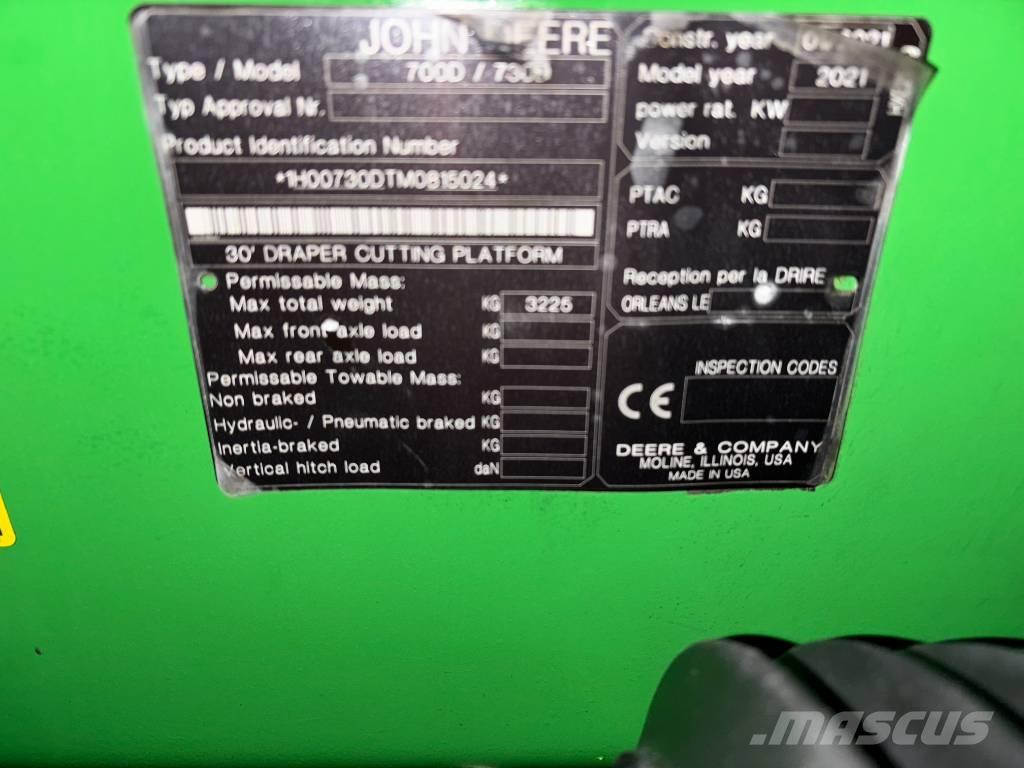 JOHN DEERE
Type / Model 700D / 730D
Typ Approval Nr.
Product Identification Number
*1H00730DTM0815024*
30' DRAPER CUTTING PLATFORM
Permissable Mass:
Max total weight KG 3225
Max front axle load KG
Max rear axle load KG
Permissable Towable Mass:
Non braked KG
Hydraulic- / Pneumatic braked KG
Inertia-braked KG
Vertical hitch load daN
Constr. year 2021
Model year 2021
power rat. KW
Version
PTAC KG
PTRA KG
Reception per la DRIRE
ORLEANS LE
INSPECTION CODES
CE
DEERE & COMPANY
MOLINE, ILLINOIS, USA
MADE IN USA
MASCUS